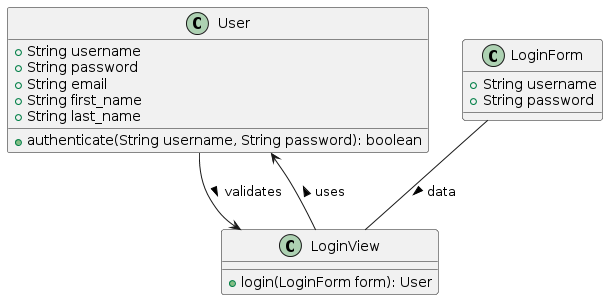 C User
+ String username
+ String password
+ String email
+ String first_name
+ String last_name
+ authenticate(String username, String password): boolean
C LoginForm
+ String username
+ String password
validates
uses
data
C LoginView
+ login(LoginForm form): User